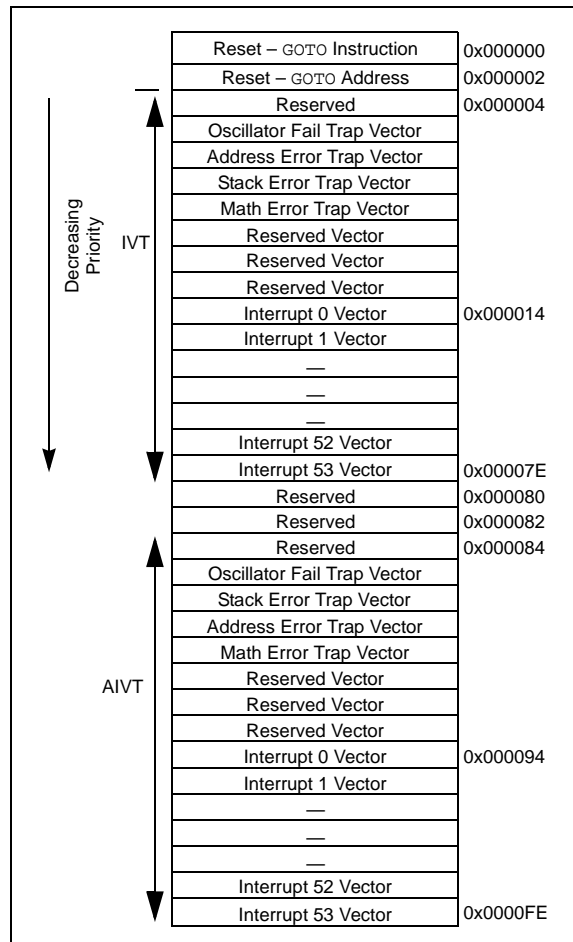 Reset – GOTO Instruction 0x000000
Reset – GOTO Address 0x000002
Reserved 0x000004
Oscillator Fail Trap Vector
Address Error Trap Vector
Stack Error Trap Vector
Math Error Trap Vector
Reserved Vector
Reserved Vector
Reserved Vector
Interrupt 0 Vector 0x000014
Interrupt 1 Vector
—
—
—
Interrupt 52 Vector
Interrupt 53 Vector 0x00007E
Decreasing
Priority
IVT
Reserved 0x000080
Reserved 0x000082
Reserved 0x000084
Oscillator Fail Trap Vector
Stack Error Trap Vector
Address Error Trap Vector
Math Error Trap Vector
Reserved Vector
Reserved Vector
Reserved Vector
Interrupt 0 Vector 0x000094
Interrupt 1 Vector
—
—
—
Interrupt 52 Vector
Interrupt 53 Vector 0x0000FE
AIVT